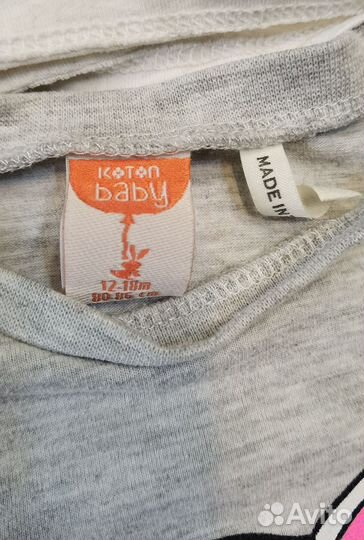 KOTON
baby
12-18m
80-86 cm
MADE IN
Avito